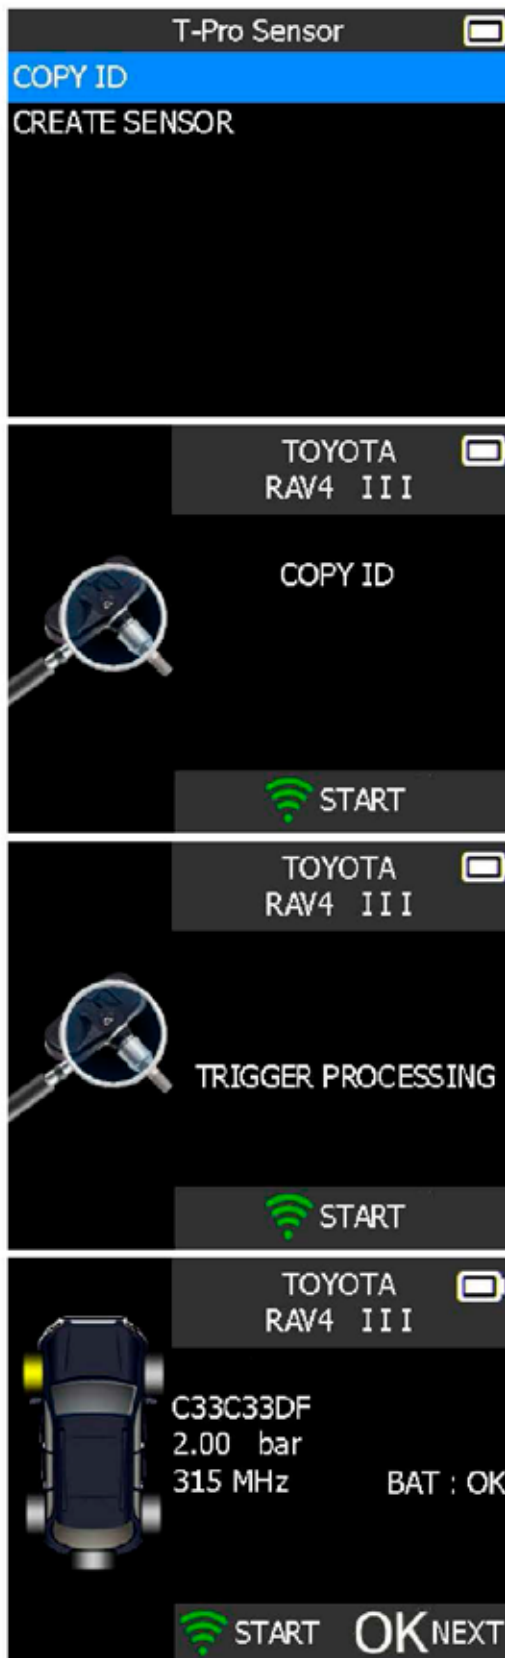 T-Pro Sensor
COPY ID
CREATE SENSOR
TOYOTA
RAV4 III
COPY ID
START
TOYOTA
RAV4 III
TRIGGER PROCESSING
START
TOYOTA
RAV4 III
C33C33DF
2.00 bar
315 MHz BAT : OK
START OK NEXT